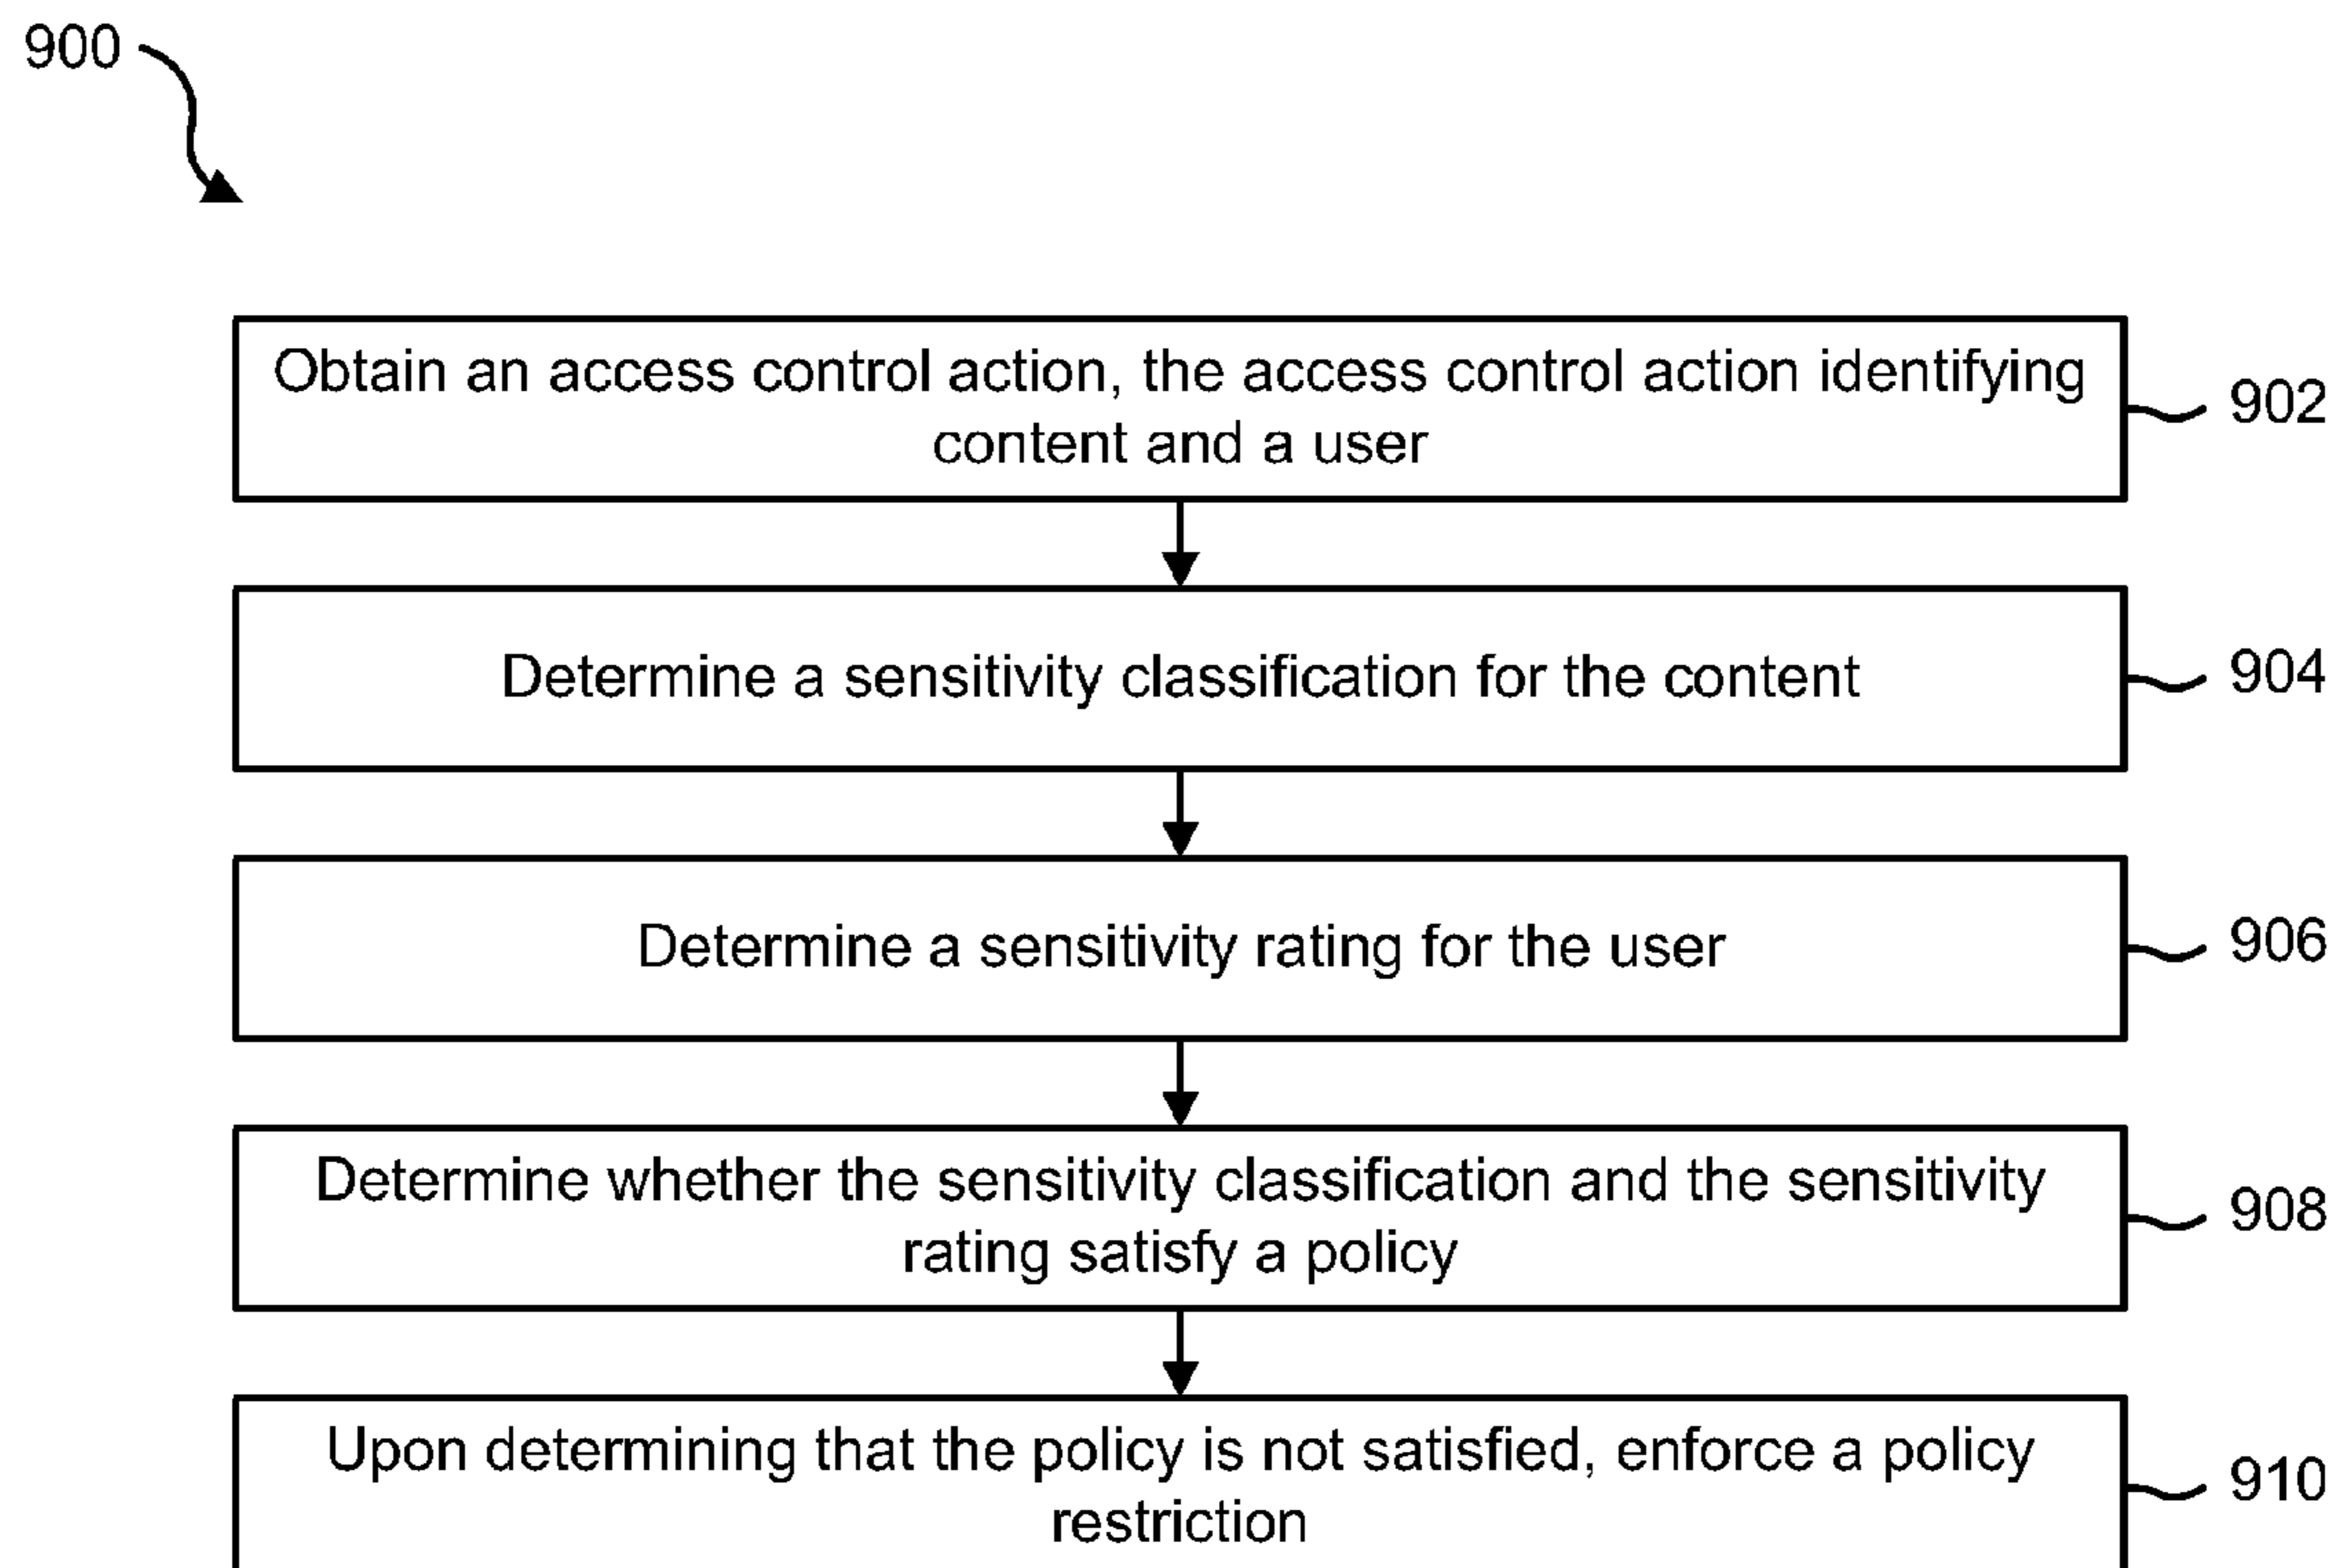 900
Obtain an access control action, the access control action identifying
content and a user
902
Determine a sensitivity classification for the content
904
Determine a sensitivity rating for the user
906
Determine whether the sensitivity classification and the sensitivity
rating satisfy a policy
908
Upon determining that the policy is not satisfied, enforce a policy
restriction
910